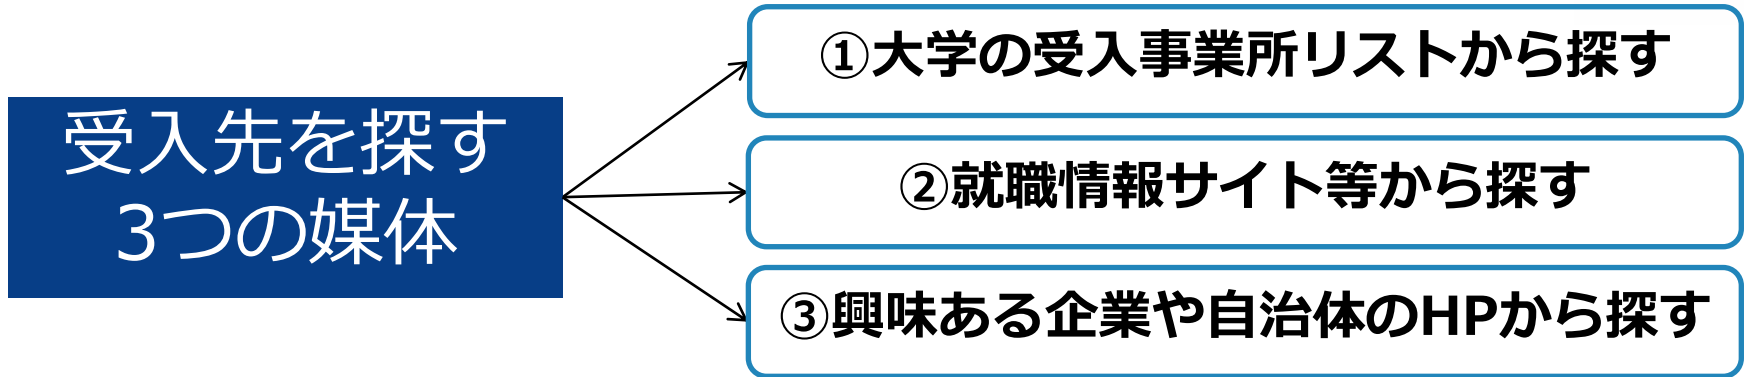 受入先を探す
3つの媒体
①大学の受入事業所リストから探す
②就職情報サイト等から探す
③興味ある企業や自治体のHPから探す